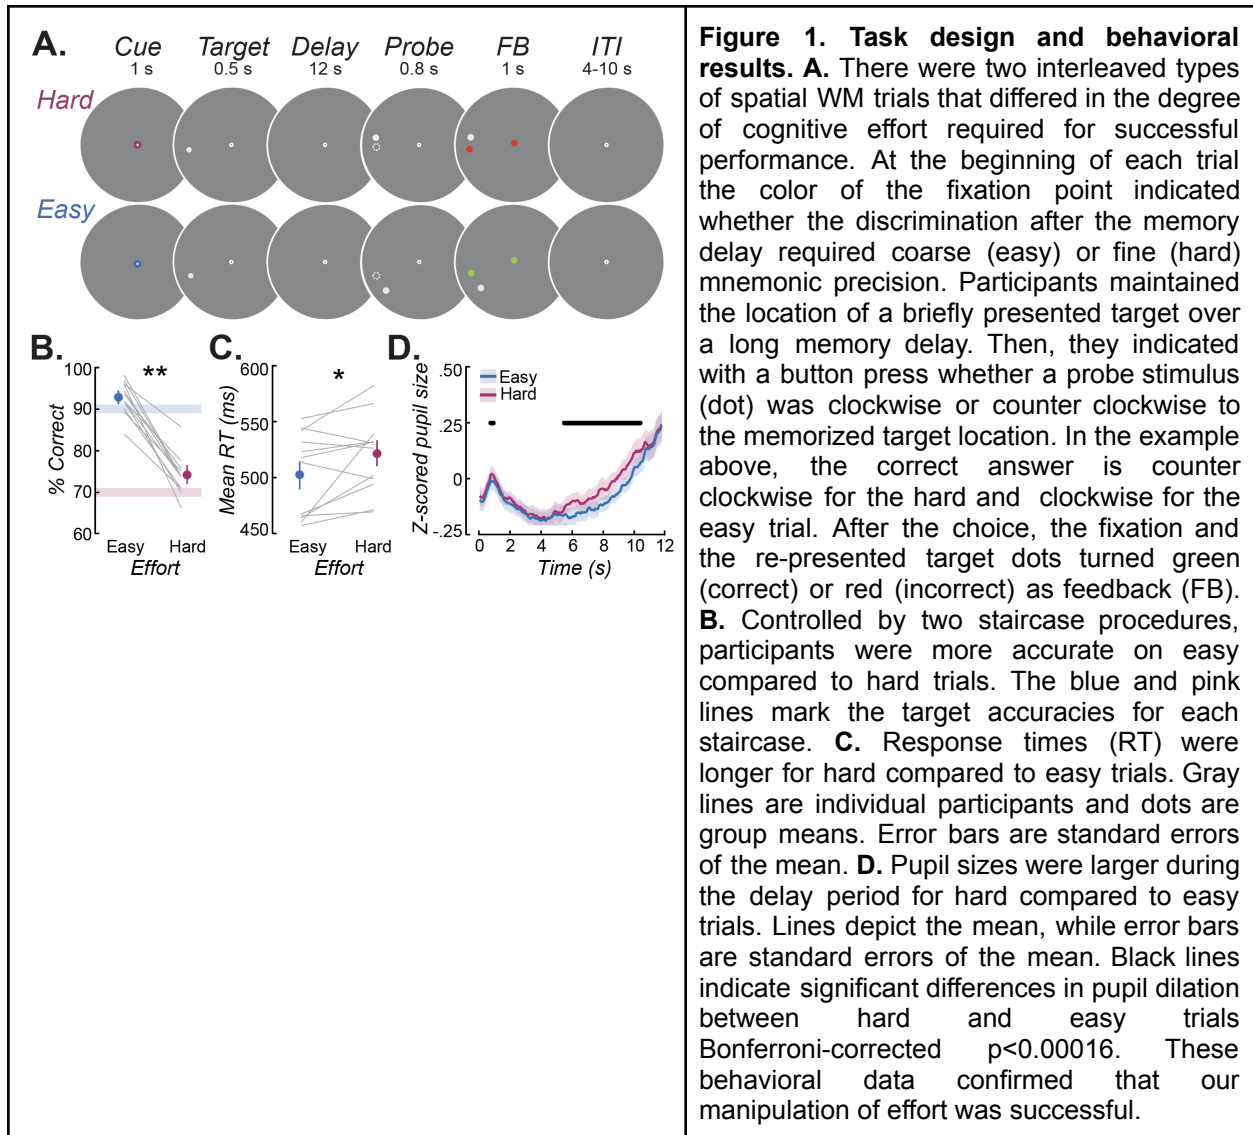 A.
Cue Target Delay Probe FB ITI
1 s 0.5 s 12 s 0.8 s 1 s 4-10 s
Hard
Easy
B.
100
90
80
70
60
% Correct
**
Easy Hard
Effort
C.
600
550
500
450
Mean RT (ms)
*
Easy Hard
Effort
D.
.50
.25
0
-.25
Z-scored pupil size
Easy
Hard
0 2 4 6 8 10 12
Time (s)
Figure 1. Task design and behavioral
results. A. There were two interleaved types
of spatial WM trials that differed in the degree
of cognitive effort required for successful
performance. At the beginning of each trial
the color of the fixation point indicated
whether the discrimination after the memory
delay required coarse (easy) or fine (hard)
mnemonic precision. Participants maintained
the location of a briefly presented target over
a long memory delay. Then, they indicated
with a button press whether a probe stimulus
(dot) was clockwise or counter clockwise to
the memorized target location. In the example
above, the correct answer is counter
clockwise for the hard and clockwise for the
easy trial. After the choice, the fixation and
the re-presented target dots turned green
(correct) or red (incorrect) as feedback (FB).
B. Controlled by two staircase procedures,
participants were more accurate on easy
compared to hard trials. The blue and pink
lines mark the target accuracies for each
staircase. C. Response times (RT) were
longer for hard compared to easy trials. Gray
lines are individual participants and dots are
group means. Error bars are standard errors
of the mean. D. Pupil sizes were larger during
the delay period for hard compared to easy
trials. Lines depict the mean, while error bars
are standard errors of the mean. Black lines
indicate significant differences in pupil dilation
between hard and easy trials
Bonferroni-corrected p<0.00016. These
behavioral data confirmed that our
manipulation of effort was successful.